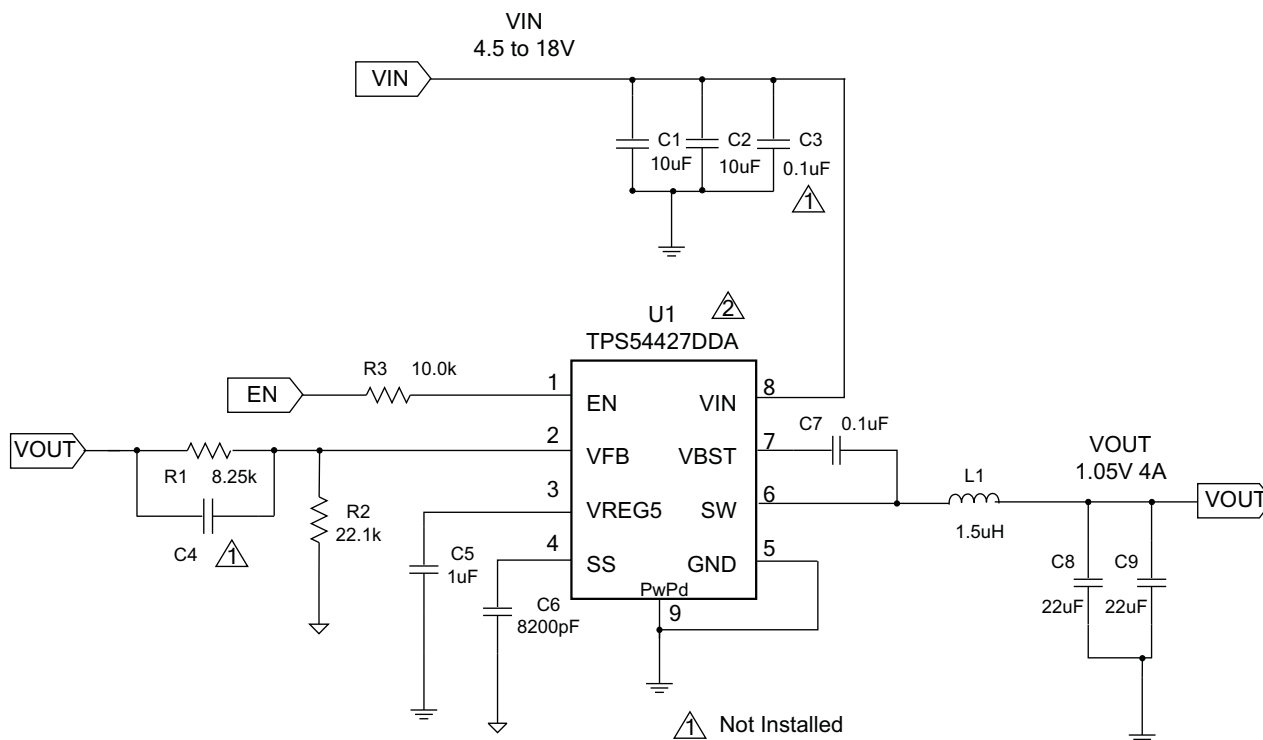 VIN
4.5 to 18V
VIN
C1
10uF
C2
10uF
C3
0.1uF
1
2
U1
TPS54427DDA
R3 10.0k
1
EN
EN
VIN
8
C7 0.1uF
VOUT
2
VFB
VBST
7
R1 8.25k
C4
1
R2
22.1k
3
VREG5
SW
6
L1
1.5uH
VOUT
1.05V 4A
VOUT
C5
1uF
4
SS
GND
5
C6
8200pF
PwPd
9
C8
22uF
C9
22uF
1 Not Installed